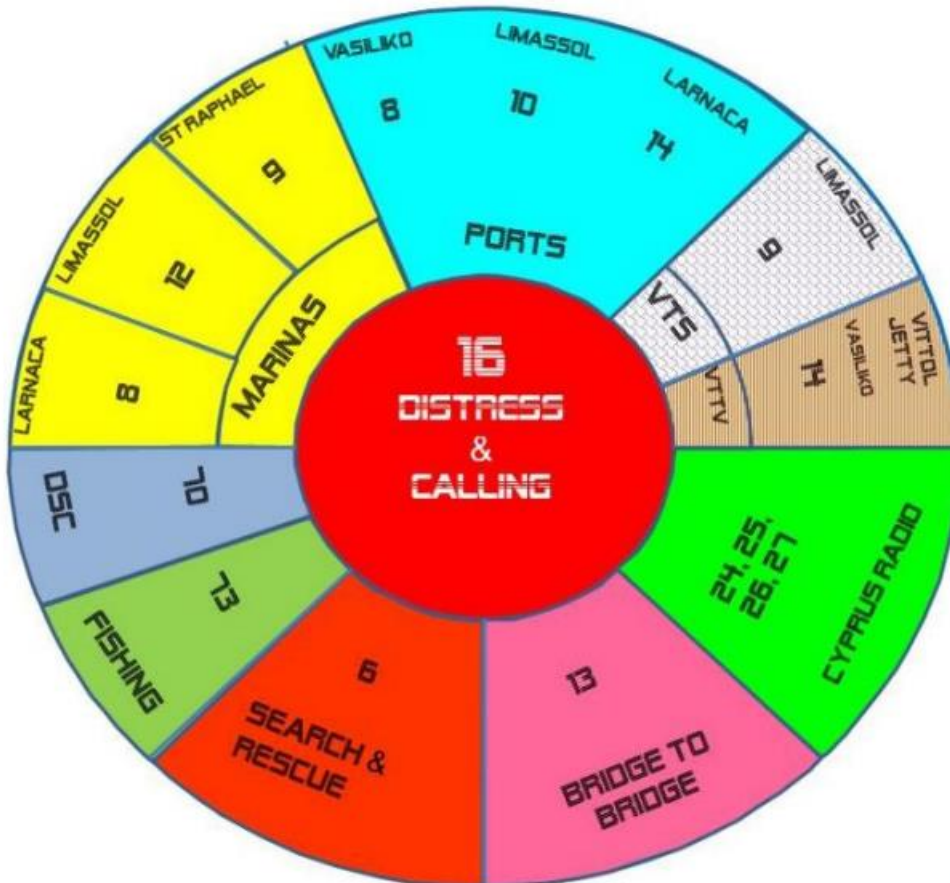 16
DISTRESS
&
CALLING
PORTS
VASILIKO
8
LIMASSOL
10
LARNACA
14
VTS
LIMASSOL
9
VTTV
14
VASILIKO
VITTOL
JETTY
CYPRUS RADIO
24, 25,
26, 27
BRIDGE TO
BRIDGE
13
SEARCH &
RESCUE
6
FISHING
73
DSC
70
MARINAS
LARNACA
8
LIMASSOL
12
ST RAPHAEL
9